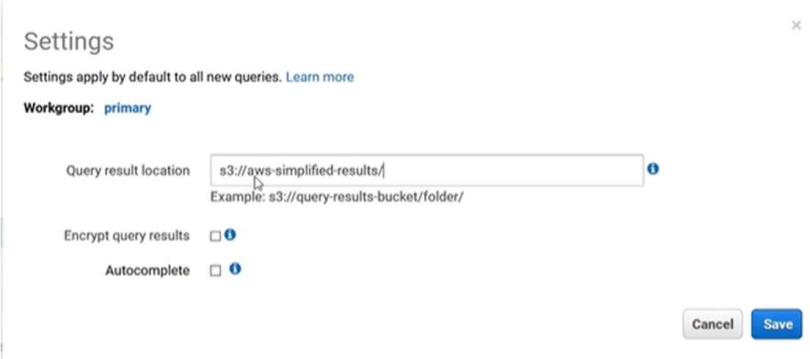 Settings
Settings apply by default to all new queries. Learn more
Workgroup: primary
Query result location s3://aws-simplified-results/
Example: s3://query-results-bucket/folder/
Encrypt query results
Autocomplete
Cancel Save